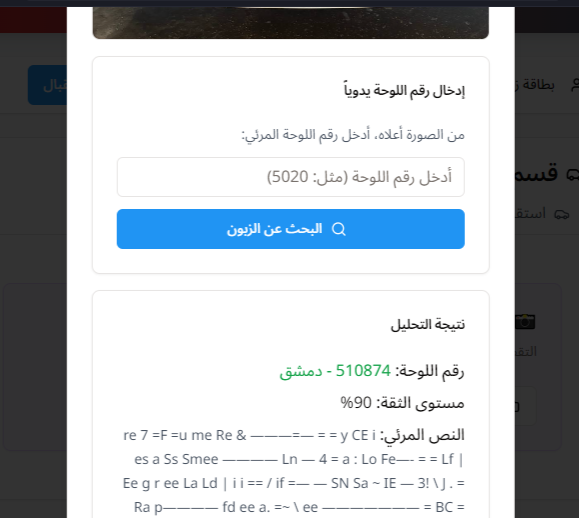 بطاقة ز
قسم
استق
إدخال رقم اللوحة يدوياً
من الصورة أعلاه، أدخل رقم اللوحة المرئي:
أدخل رقم اللوحة (مثل: 5020)
البحث عن الزبون
نتيجة التحليل
رقم اللوحة: 510874 - دمشق
مستوى الثقة: 90%
النص المرئي: re 7 =F =u me Re & ———=— = = y CE i
es a Ss Smee ———— Ln — 4 = a : Lo Fe—- = = Lf |
Ee g r ee La Ld | i i == / if =— — SN Sa ~ IE — 3! \ J . =
Ra p———— fd ee a. =~ \ ee ——————— = BC =